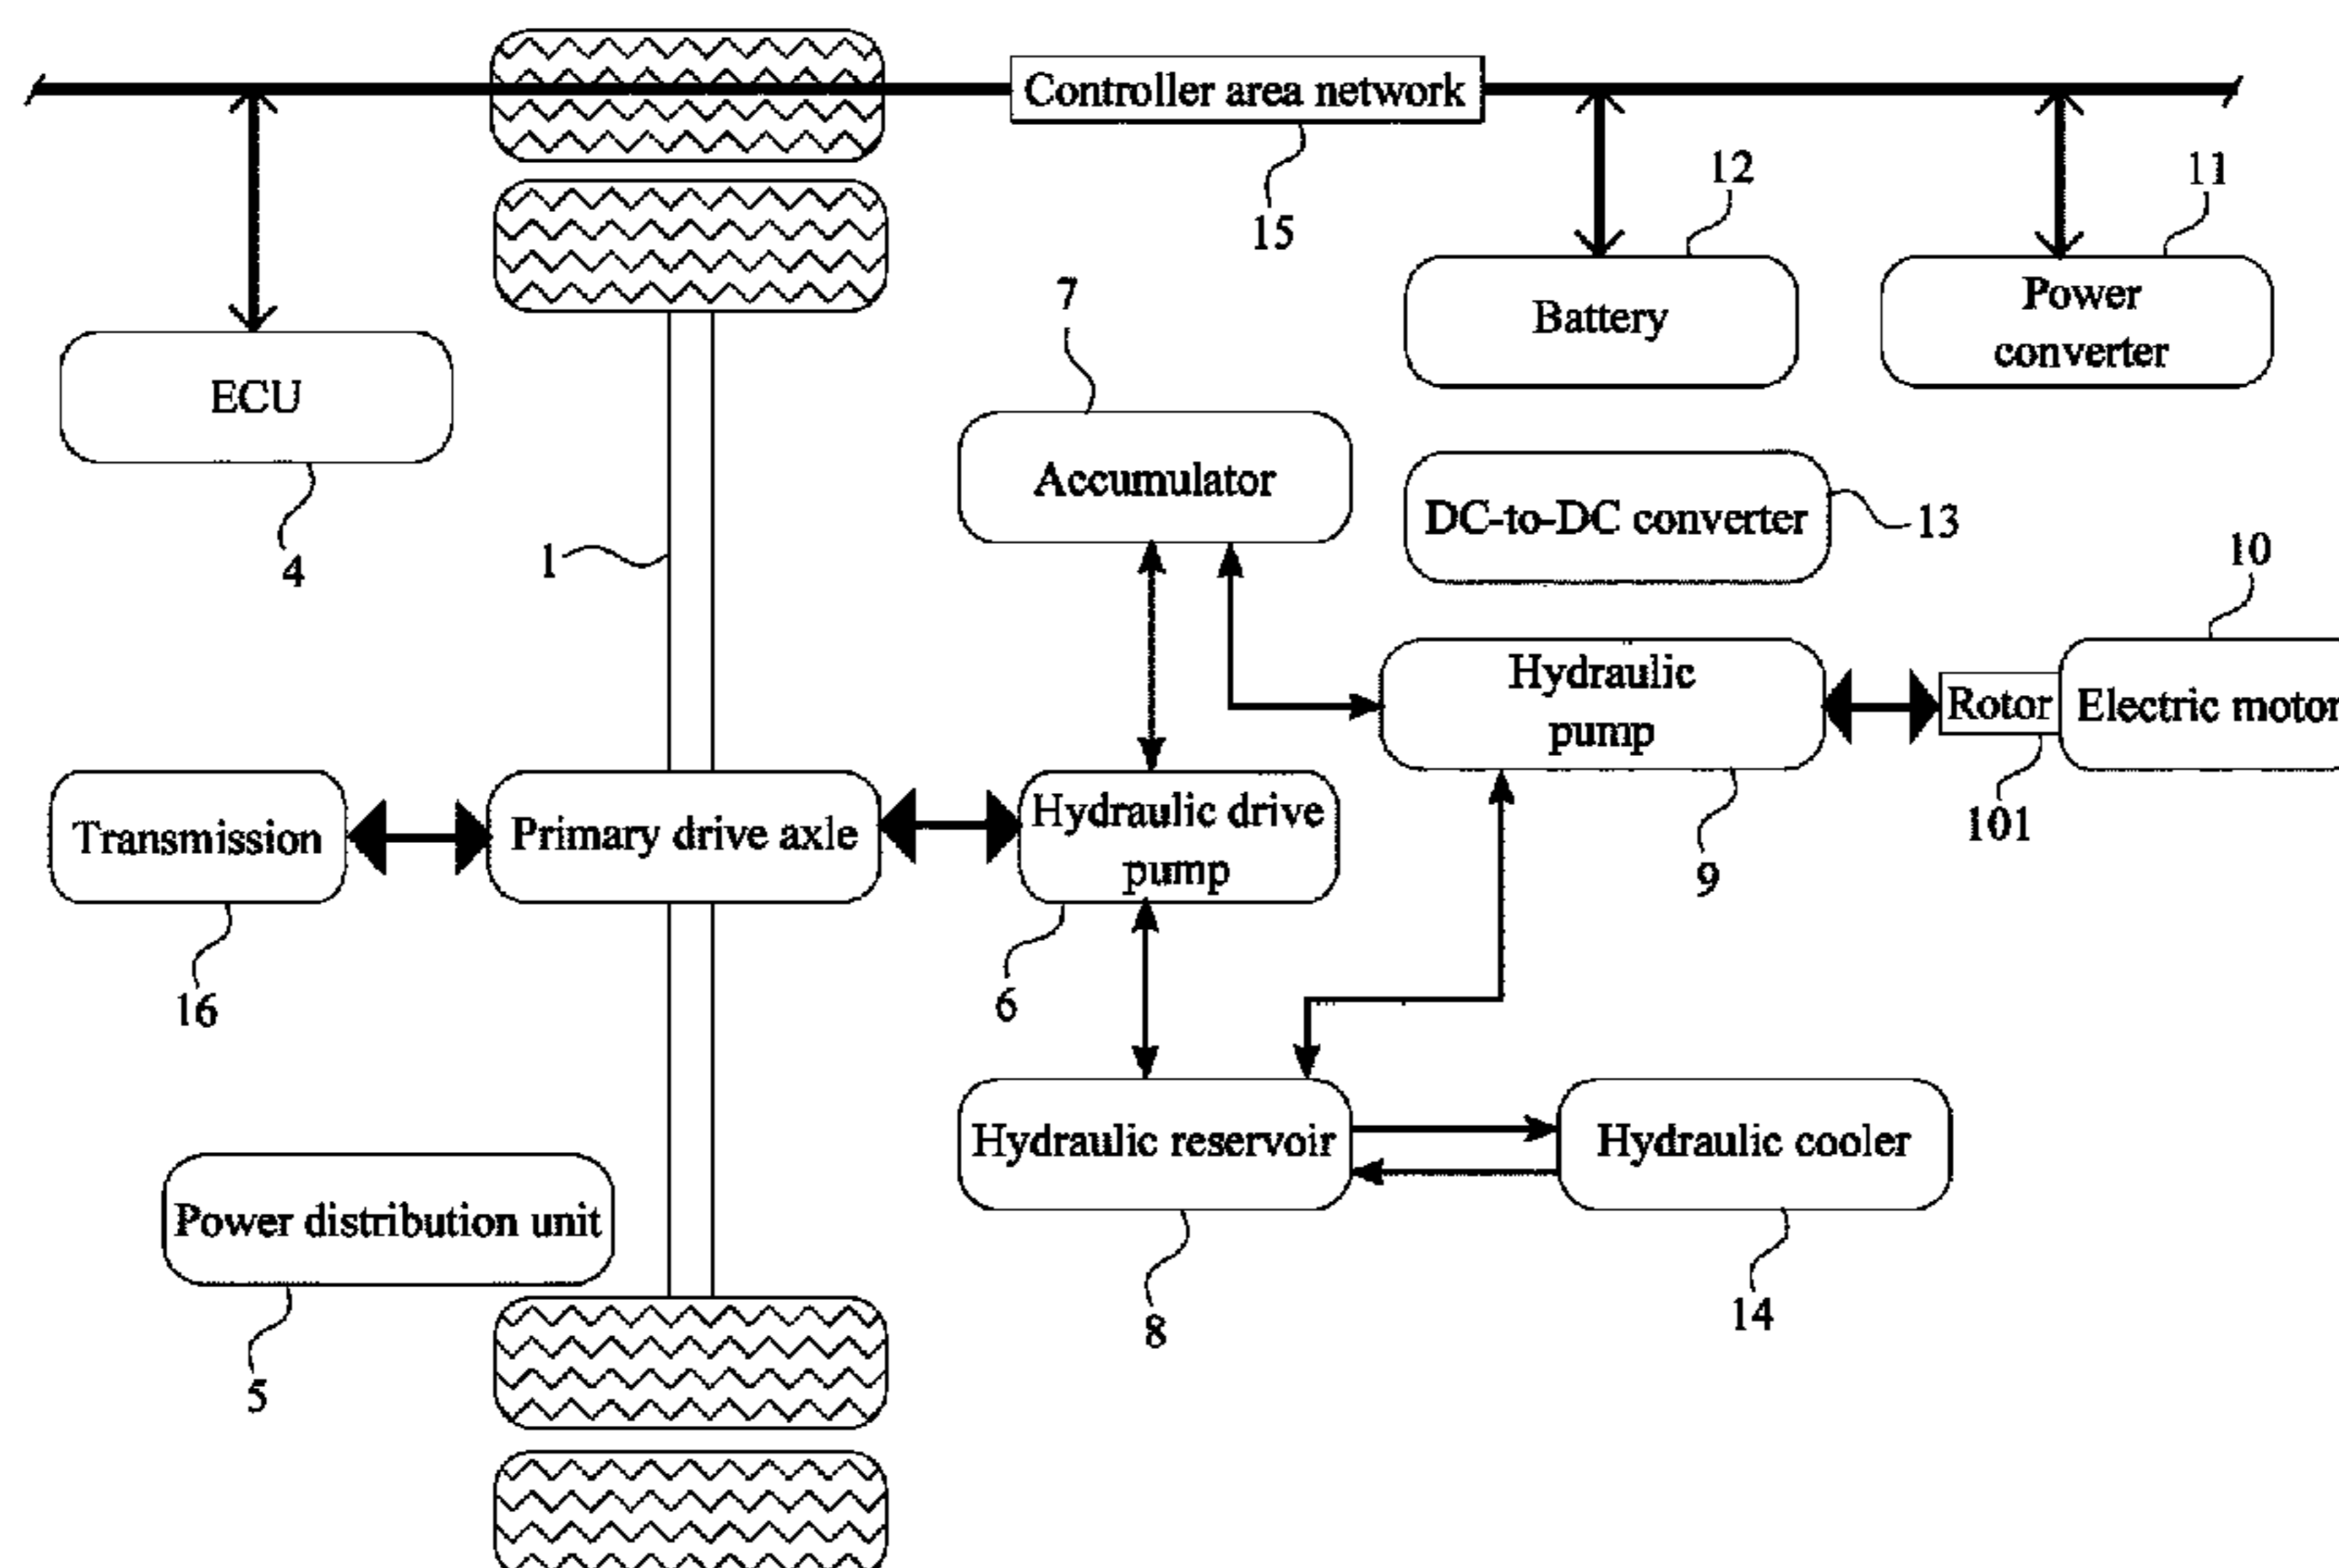 Controller area network
15
12
11
Battery
Power
converter
7
ECU
4
Accumulator
DC-to-DC converter
13
1
10
Hydraulic
pump
Rotor
Electric motor
101
9
Transmission
16
Primary drive axle
Hydraulic drive
pump
6
Hydraulic reservoir
8
Hydraulic cooler
14
Power distribution unit
5